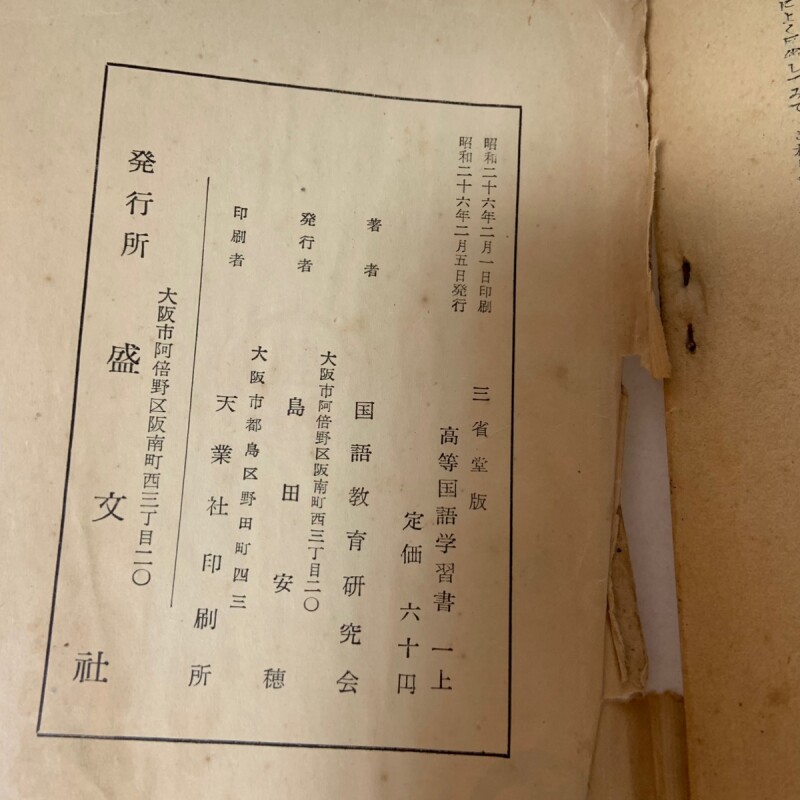 昭和二十六年二月一日印刷
昭和二十六年二月五日発行
三省堂版
高等国語学習書 一上
定価 六十円
著者
国語教育研究会
発行者
大阪市阿倍野区阪南町西三丁目二〇
島田安穂
印刷者
大阪市都島区野田町四三
天業社印刷所
発行所
大阪市阿倍野区阪南町西三丁目二〇
盛文社